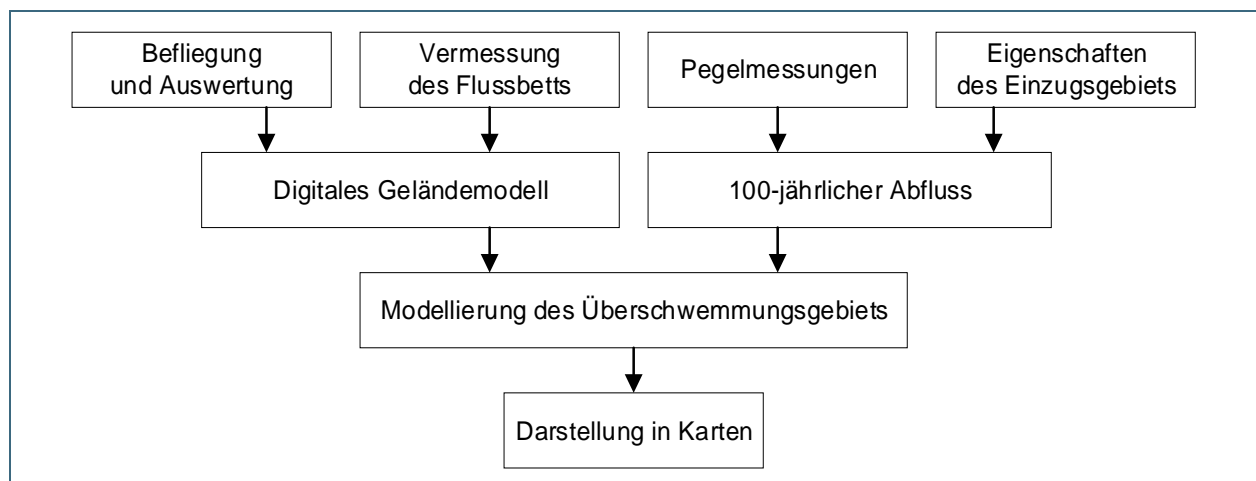 Befliegung
und Auswertung
Vermessung
des Flussbetts
Pegelmessungen
Eigenschaften
des Einzugsgebiets
Digitales Geländemodell
100-jährlicher Abfluss
Modellierung des Überschwemmungsgebiets
Darstellung in Karten